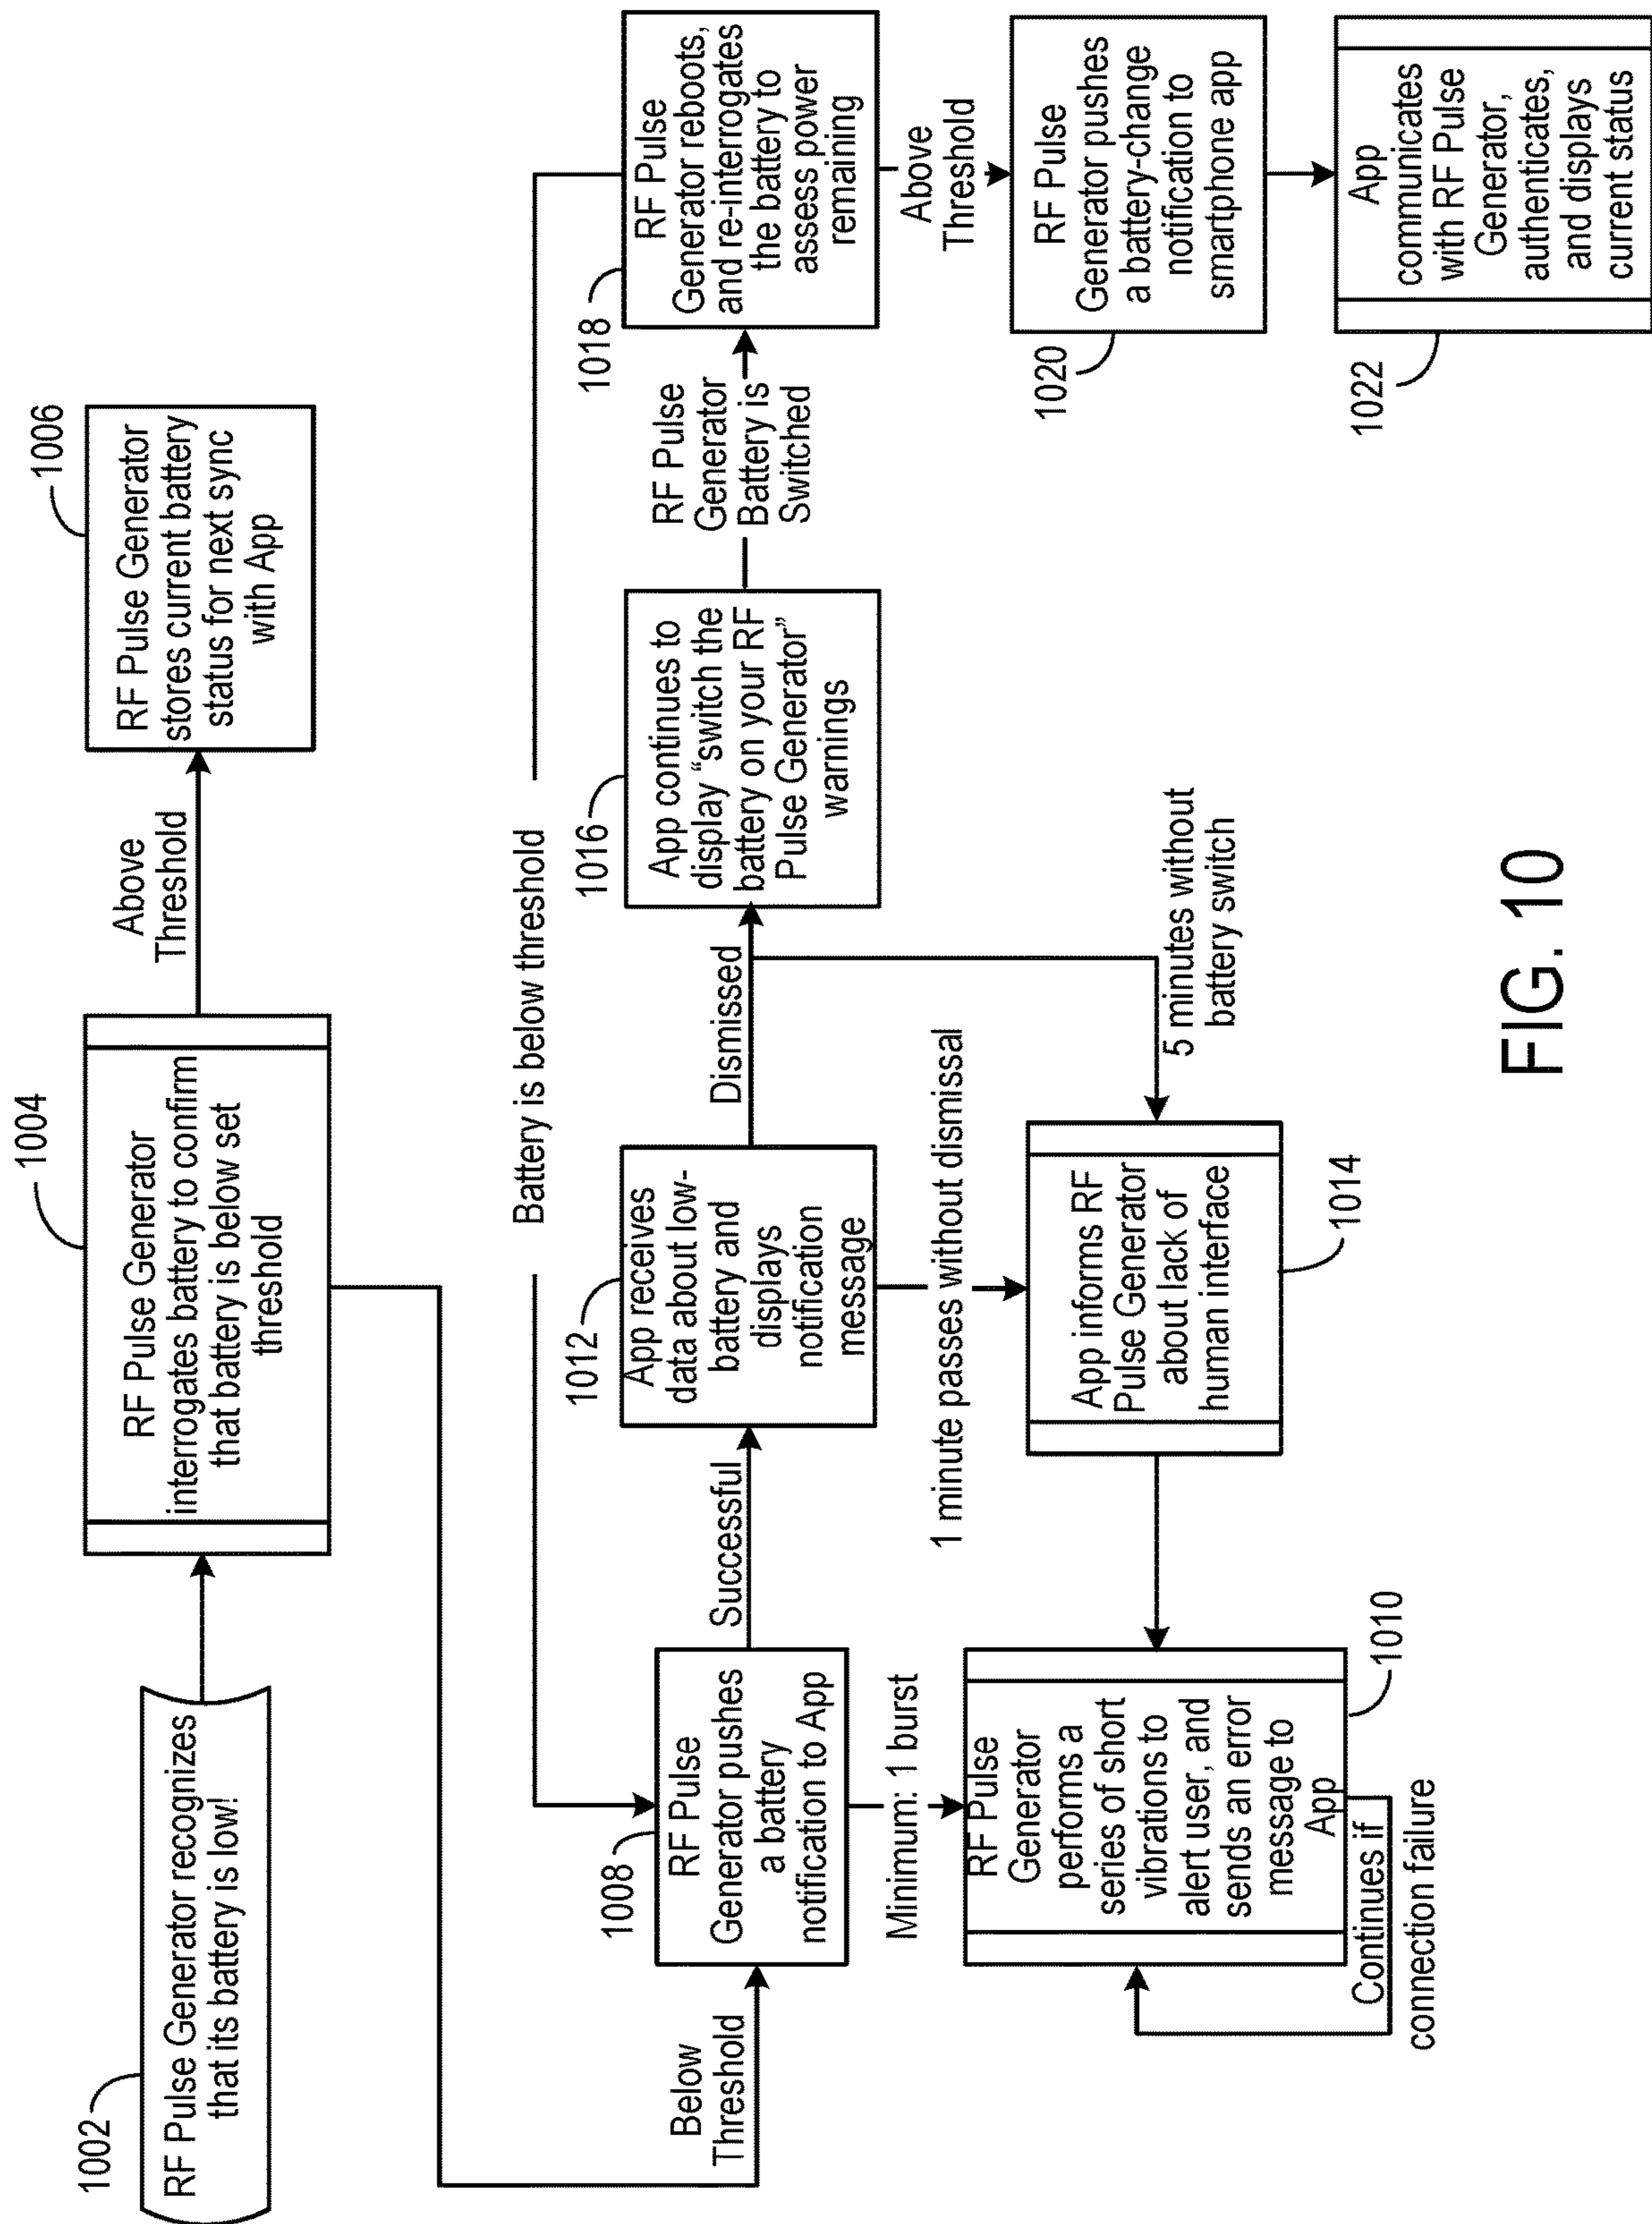 1002
RF Pulse Generator recognizes
that its battery is low!
1004
RF Pulse Generator
interrogates battery to confirm
that battery is below set
threshold
Above
Threshold
1006
RF Pulse Generator
stores current battery
status for next sync
with App
Battery is below threshold
Below
Threshold
1008
RF Pulse
Generator pushes
a battery
notification to App
Successful
1012
App receives
data about low-
battery and
displays
notification
message
Dismissed
1016
App continues to
display “switch the
battery on your RF
Pulse Generator”
warnings
RF Pulse
Generator
Battery is
Switched
1018
RF Pulse
Generator reboots,
and re-interrogates
the battery to
assess power
remaining
Minimum: 1 burst
1 minute passes without dismissal
5 minutes without
battery switch
Above
Threshold
RF Pulse
Generator
performs a
series of short
vibrations to
alert user, and
sends an error
message to
App
1010
Continues if
connection failure
App informs RF
Pulse Generator
about lack of
human interface
1014
1020
RF Pulse
Generator pushes
a battery-change
notification to
smartphone app
1022
App
communicates
with RF Pulse
Generator,
authenticates,
and displays
current status
FIG. 10